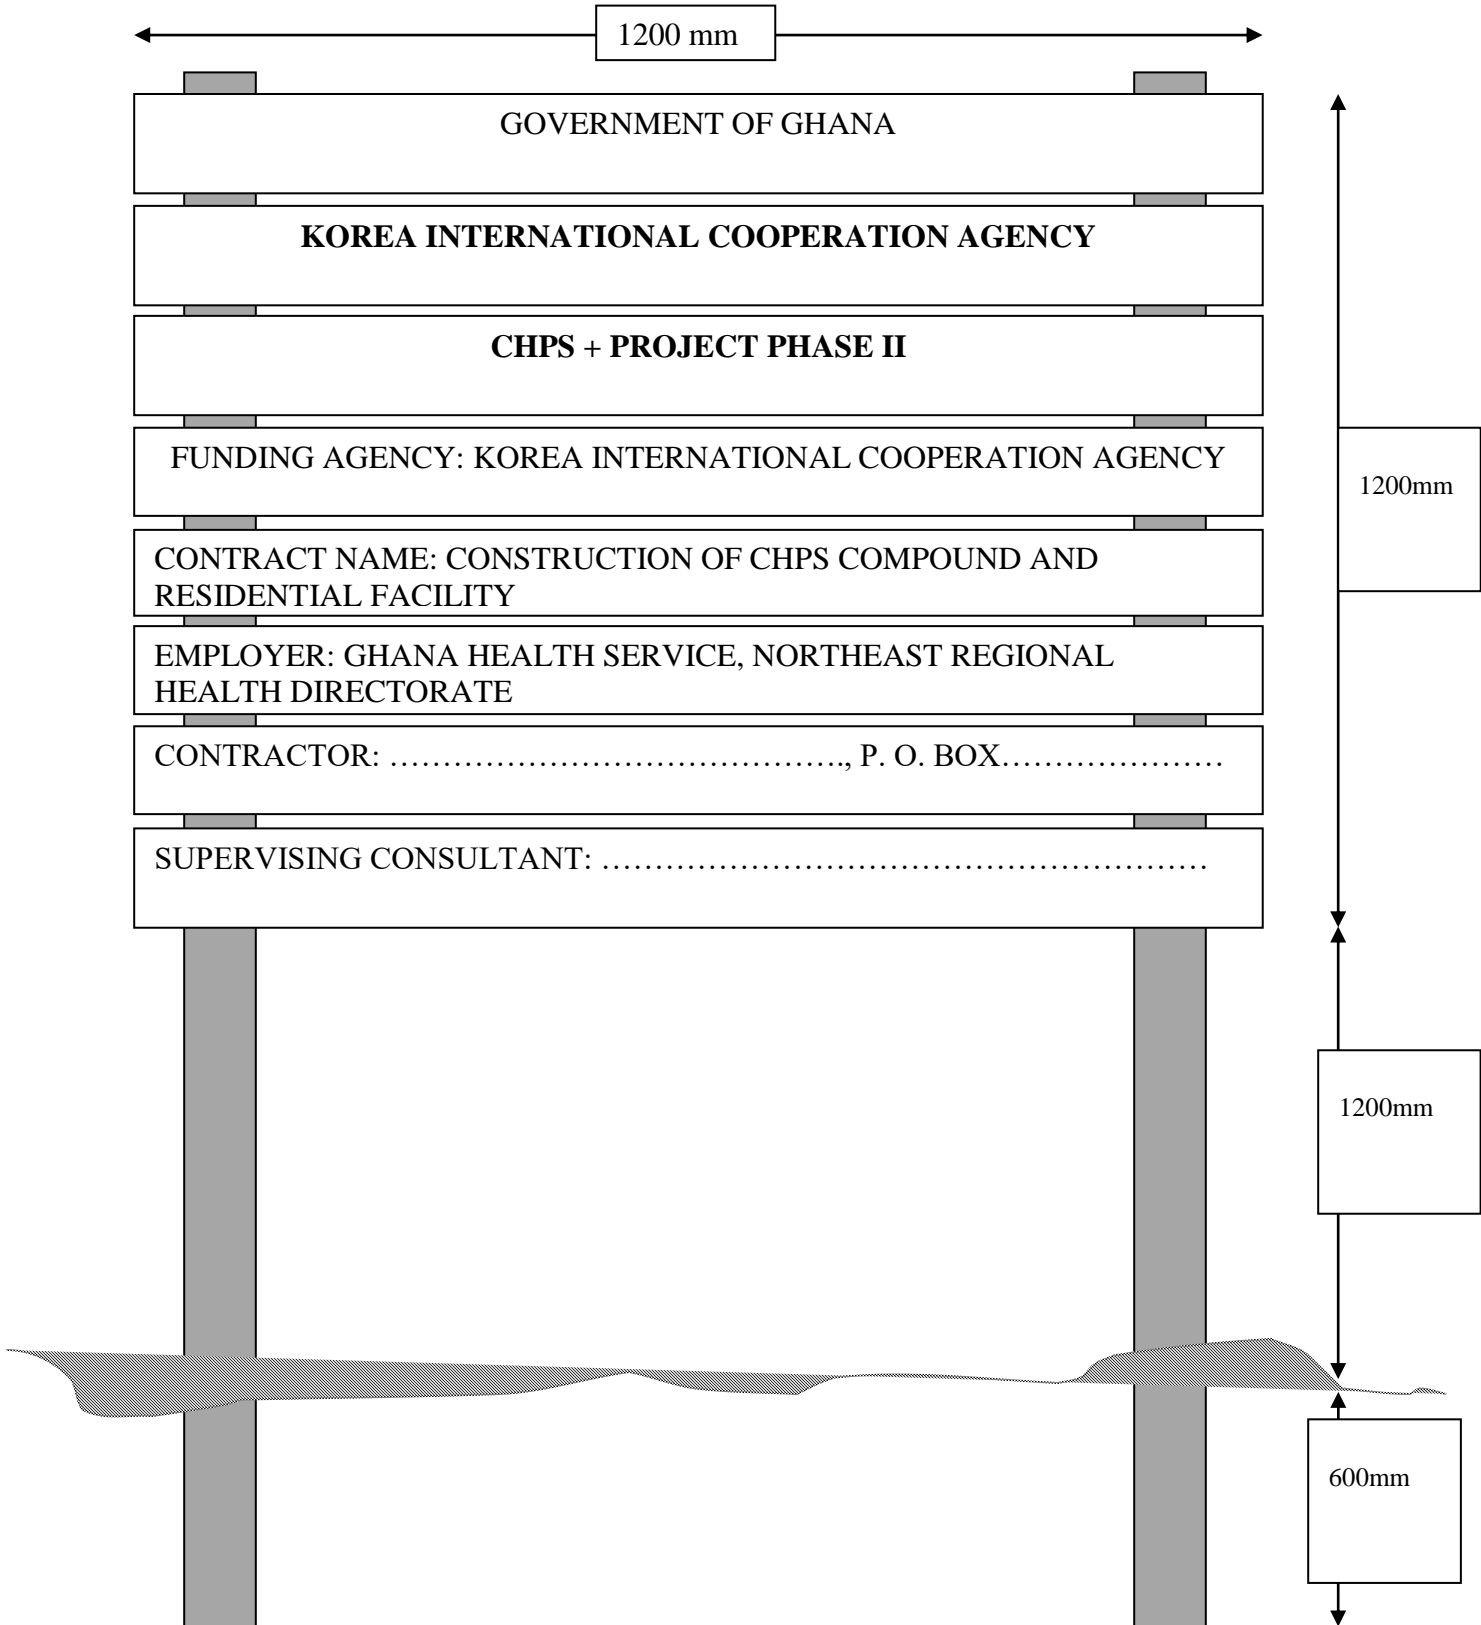 1200 mm
GOVERNMENT OF GHANA
KOREA INTERNATIONAL COOPERATION AGENCY
CHPS + PROJECT PHASE II
FUNDING AGENCY: KOREA INTERNATIONAL COOPERATION AGENCY
1200mm
CONTRACT NAME: CONSTRUCTION OF CHPS COMPOUND AND
RESIDENTIAL FACILITY
EMPLOYER: GHANA HEALTH SERVICE, NORTHEAST REGIONAL
HEALTH DIRECTORATE
CONTRACTOR: ……………………………………., P. O. BOX…………………
SUPERVISING CONSULTANT: …………………………………………………
1200mm
600mm